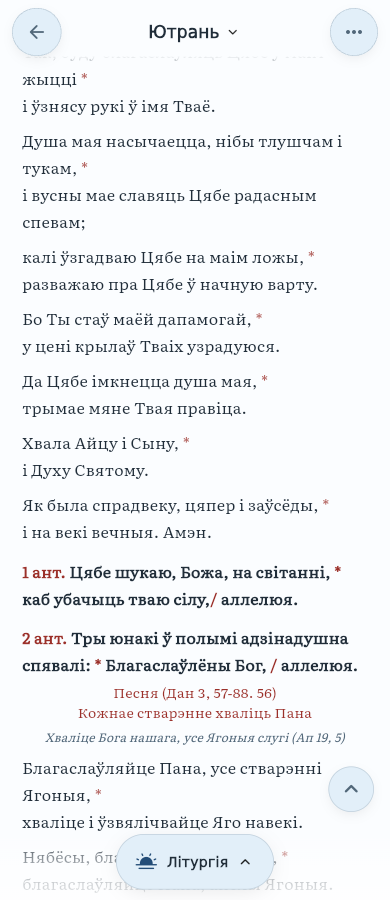 Ютрань
жыцці *
і ўзнясу рукі ў імя Тваё.
Душа мая насычаецца, нібы тлушчам і
тукам, *
і вусны мае славяць Цябе радасным
спевам;
калі ўзгадваю Цябе на маім ложы, *
разважаю пра Цябе ў начную варту.
Бо Ты стаў маёй дапамогай, *
у цені крылаў Тваіх узрадуюся.
Да Цябе імкнецца душа мая, *
трымае мяне Твая правіца.
Хвала Айцу і Сыну, *
і Духу Святому.
Як была спрадвеку, цяпер і заўсёды, *
і на векі вечныя. Амэн.
1 ант. Цябе шукаю, Божа, на світанні, *
каб убачыць тваю сілу,/ аллелюя.
2 ант. Тры юнакі ў полымі адзінадушна
спявалі: * Благаслаўлёны Бог, / аллелюя.
Песня (Дан 3, 57-88. 56)
Кожнае стварэнне хваліць Пана
Хваліце Бога нашага, усе Ягоныя слугі (Ап 19, 5)
Благаслаўляйце Пана, усе стварэнні
Ягоныя, *
хваліце і ўзвялічвайце Яго навекі.
Нябёсы, *
Літургія
Ягоныя.